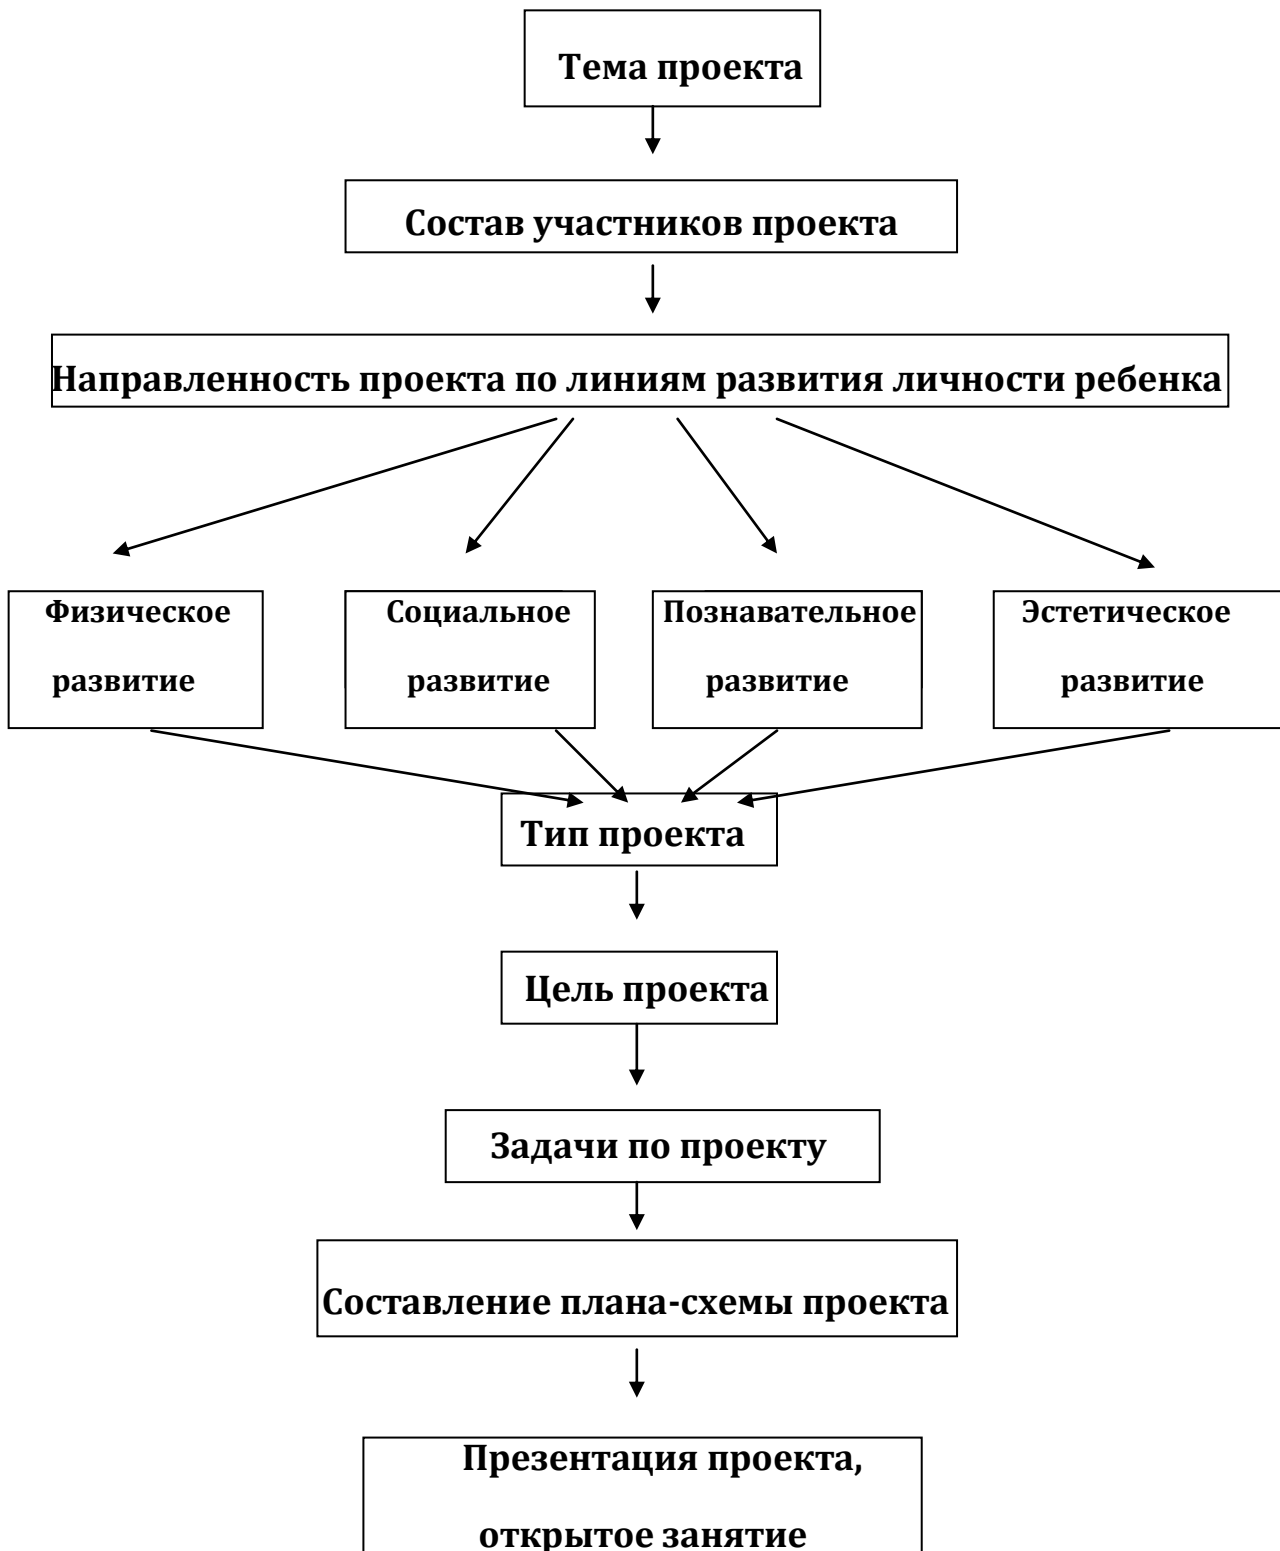 Тема проекта
Состав участников проекта
Направленность проекта по линиям развития личности ребенка
Физическое
развитие
Социальное
развитие
Познавательное
развитие
Эстетическое
развитие
Тип проекта
Цель проекта
Задачи по проекту
Составление плана-схемы проекта
Презентация проекта,
открытое занятие